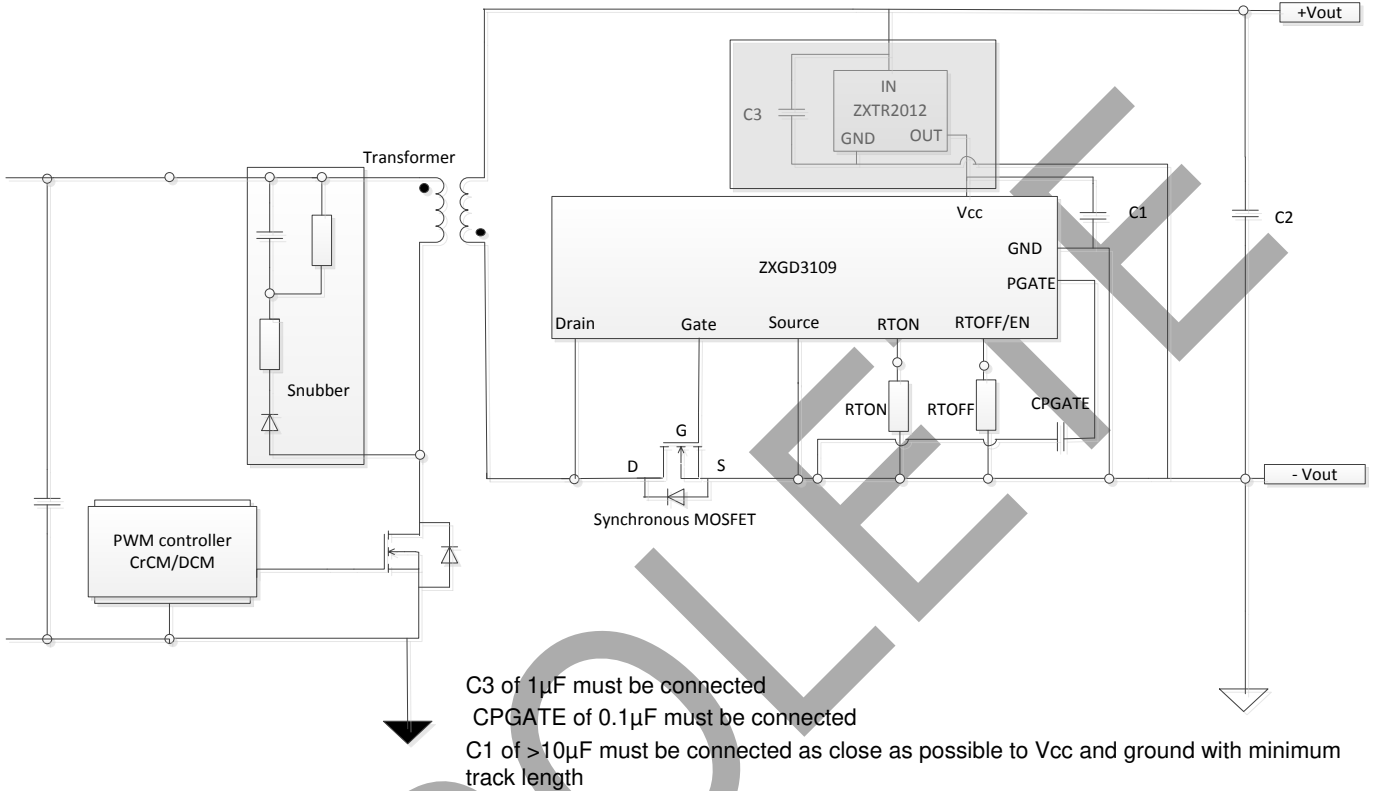 +Vout
IN
ZXTR2012
C3
GND
OUT
Transformer
Vcc
C1
C2
GND
ZXGD3109
PGATE
Drain
Gate
Source
RTON
RTOFF/EN
Snubber
RTON
RTOFF
CPGATE
G
D
S
- Vout
Synchronous MOSFET
PWM controller
CrCM/DCM
C3 of 1µF must be connected
CPGATE of 0.1µF must be connected
C1 of >10µF must be connected as close as possible to Vcc and ground with minimum
track length
OLETE